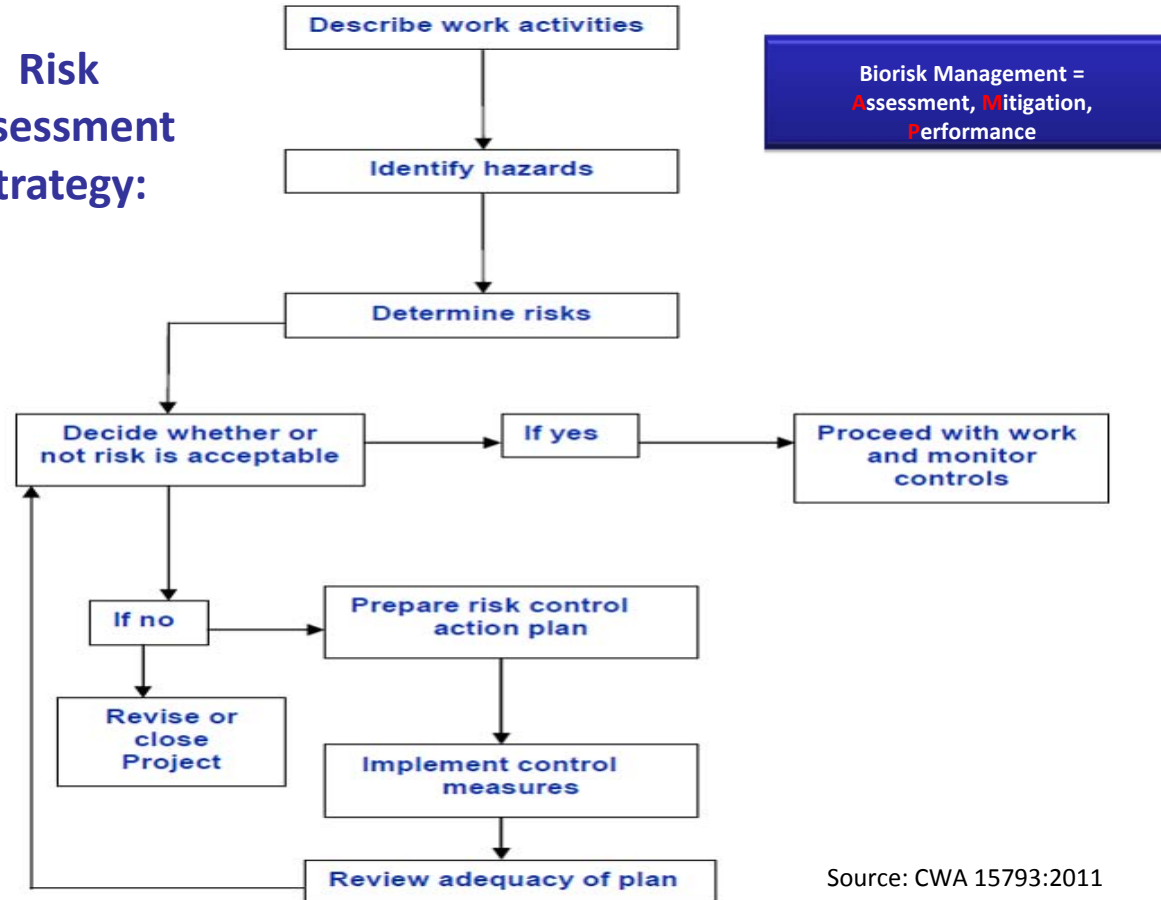 Risk
sessment
trategy:
Describe work activities
Biorisk Management =
Assessment, Mitigation,
Performance
Identify hazards
Determine risks
Decide whether or
not risk is acceptable
If yes
Proceed with work
and monitor
controls
If no
Prepare risk control
action plan
Revise or
close
Project
Implement control
measures
Review adequacy of plan
Source: CWA 15793:2011